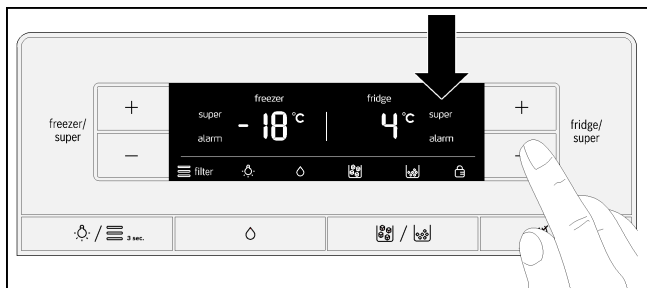 freezer fridge
super -18 °C 4 °C super
alarm alarm
filter
freezer/
super
+
−
+
fridge/
super
/ 3 sec.
/